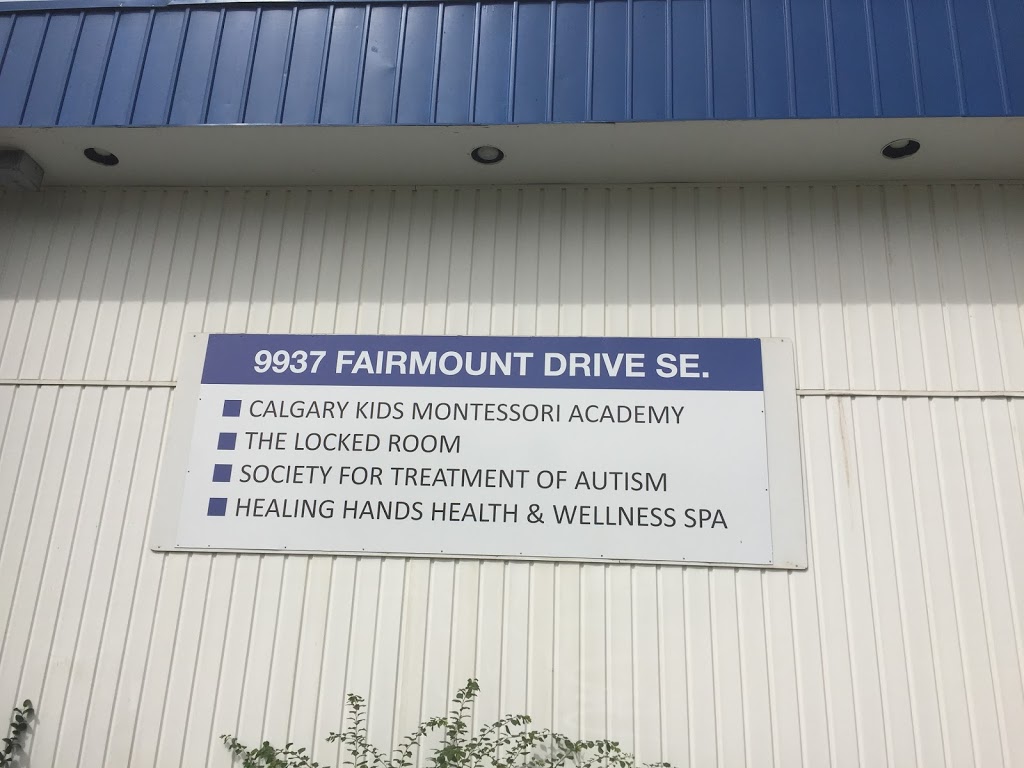 9937 FAIRMOUNT DRIVE SE.
CALGARY KIDS MONTESSORI ACADEMY
THE LOCKED ROOM
SOCIETY FOR TREATMENT OF AUTISM
HEALING HANDS HEALTH & WELLNESS SPA